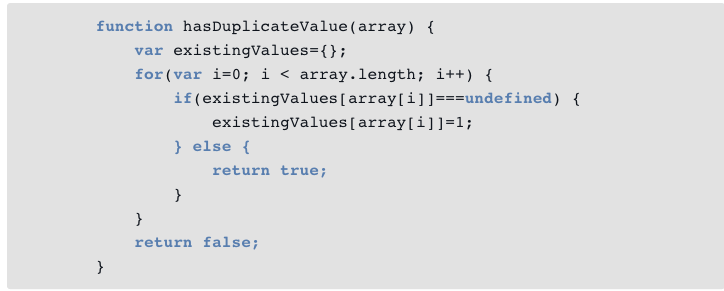 function hasDuplicateValue(array) {
    var existingValues={};
    for(var i=0; i < array.length; i++) {
        if(existingValues[array[i]]===undefined) {
            existingValues[array[i]]=1;
        } else {
            return true;
        }
    }
    return false;
}